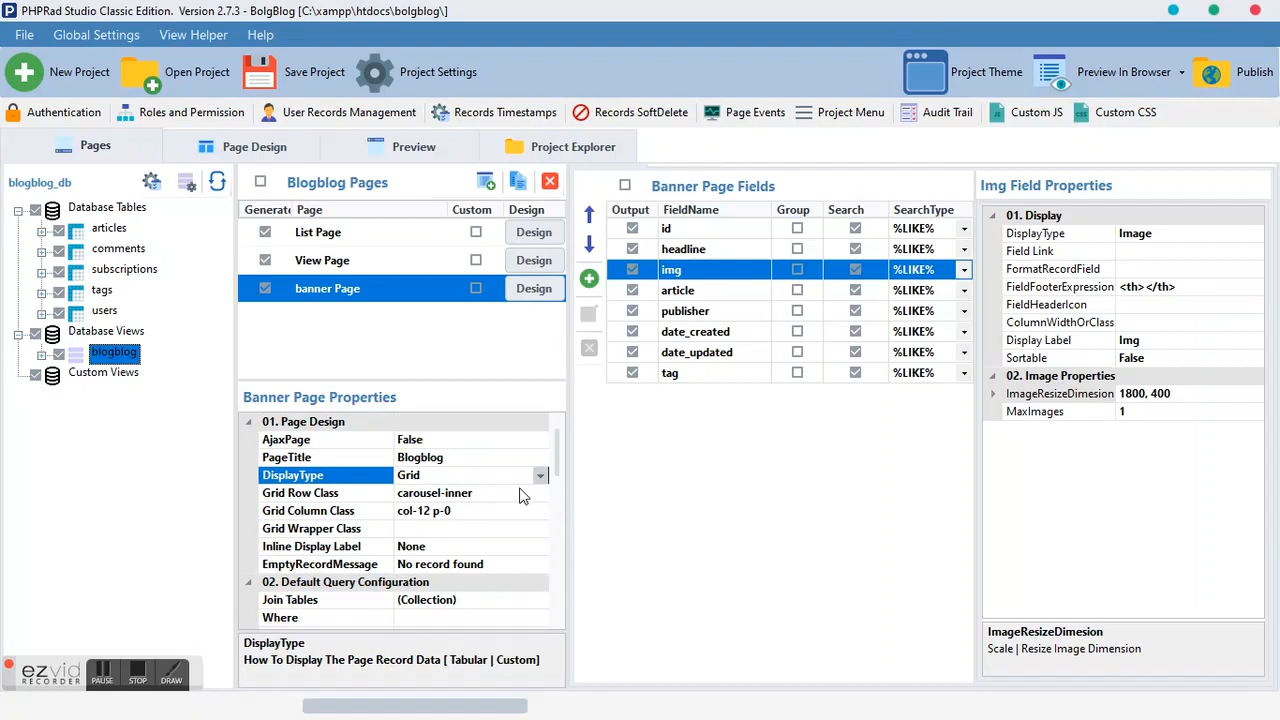 PHPRad Studio Classic Edition. Version 2.7.3 - BolgBlog [C:\xampp\htdocs\bolgblog\]
File Global Settings View Helper Help
New Project Open Project Save Project Project Settings Project Theme Preview In Browser Publish
Authentication Roles and Permission User Records Management Records Timestamps Records SoftDelete Page Events Project Menu Audit Trail Custom JS Custom CSS
Pages Page Design Preview Project Explorer
blogblog_db
Database Tables
articles
comments
subscriptions
tags
users
Database Views
blogblog
Custom Views
Blogblog Pages
Generate Page Custom Design
List Page Design
View Page Design
banner Page Design
Banner Page Properties
01. Page Design
AjaxPage False
PageTitle Blogblog
DisplayType Grid
Grid Row Class carousel-inner
Grid Column Class col-12 p-0
Grid Wrapper Class
Inline Display Label None
EmptyRecordMessage No record found
02. Default Query Configuration
Join Tables (Collection)
Where
DisplayType
How To Display The Page Record Data [ Tabular | Custom]
Banner Page Fields
Output FieldName Group Search SearchType
id %LIKE%
headline %LIKE%
img %LIKE%
article %LIKE%
publisher %LIKE%
date_created %LIKE%
date_updated %LIKE%
tag %LIKE%
Img Field Properties
01. Display
DisplayType Image
Field Link
FormatRecordField
FieldFooterExpression <th></th>
FieldHeaderIcon
ColumnWidthOrClass
Display Label Img
Sortable False
02. Image Properties
ImageResizeDimesion 1800, 400
MaxImages 1
ImageResizeDimesion
Scale | Resize Image Dimension
ezvid
RECORDER
PAUSE STOP DRAW